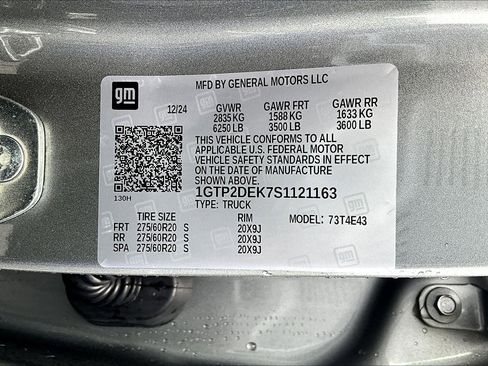 gm
MFD BY GENERAL MOTORS LLC
12/24 GVWR GAWR FRT GAWR RR
2835 KG 1588 KG 1633 KG
6250 LB 3500 LB 3600 LB
THIS VEHICLE CONFORMS TO ALL
APPLICABLE U.S. FEDERAL MOTOR
VEHICLE SAFETY STANDARDS IN EFFECT
ON THE DATE OF MANUFACTURE
SHOWN ABOVE.
130H 1GTP2DEK7S1121163
TYPE: TRUCK
TIRE SIZE RIM MODEL: 73T4E43
FRT 275/60R20 S 20X9J
RR 275/60R20 S 20X9J
SPA 275/60R20 S 20X9J